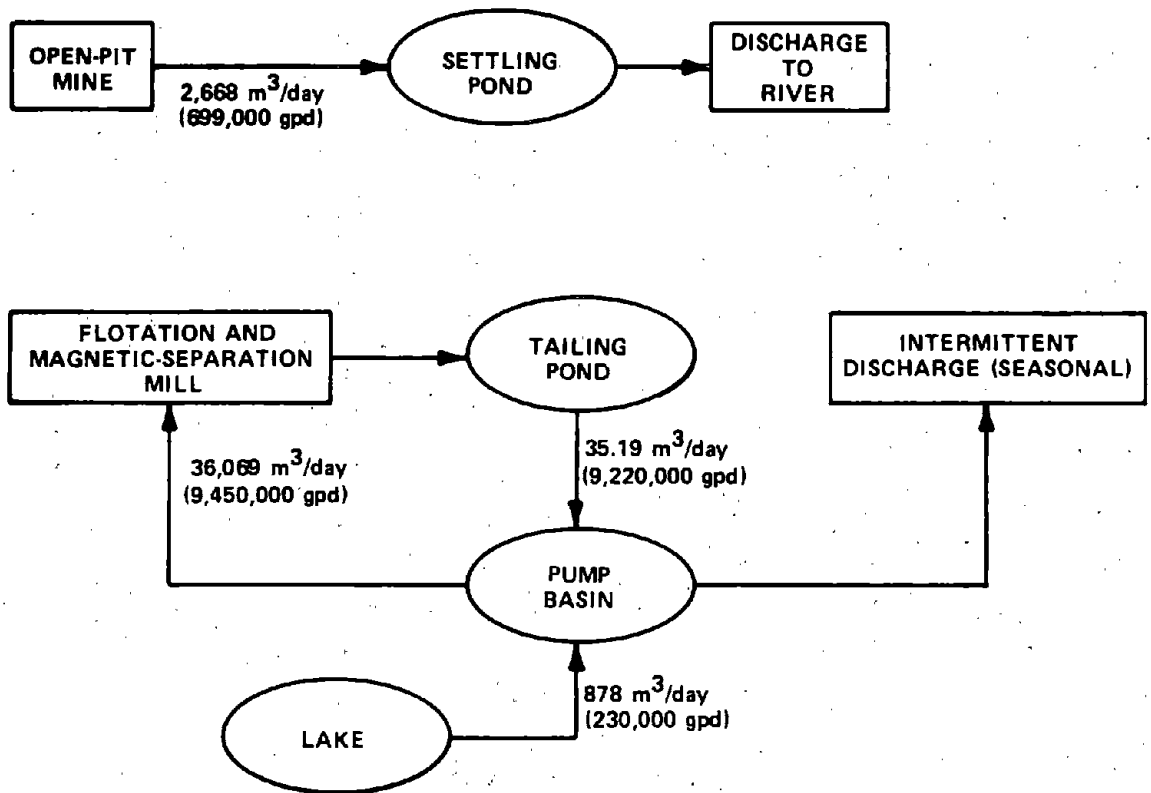 OPEN-PIT
MINE
2,668 m³/day
(699,000 gpd)
SETTLING
POND
DISCHARGE
TO
RIVER
FLOTATION AND
MAGNETIC-SEPARATION
MILL
TAILING
POND
INTERMITTENT
DISCHARGE (SEASONAL)
36,069 m³/day
(9,450,000 gpd)
35.19 m³/day
(9,220,000 gpd)
PUMP
BASIN
878 m³/day
(230,000 gpd)
LAKE